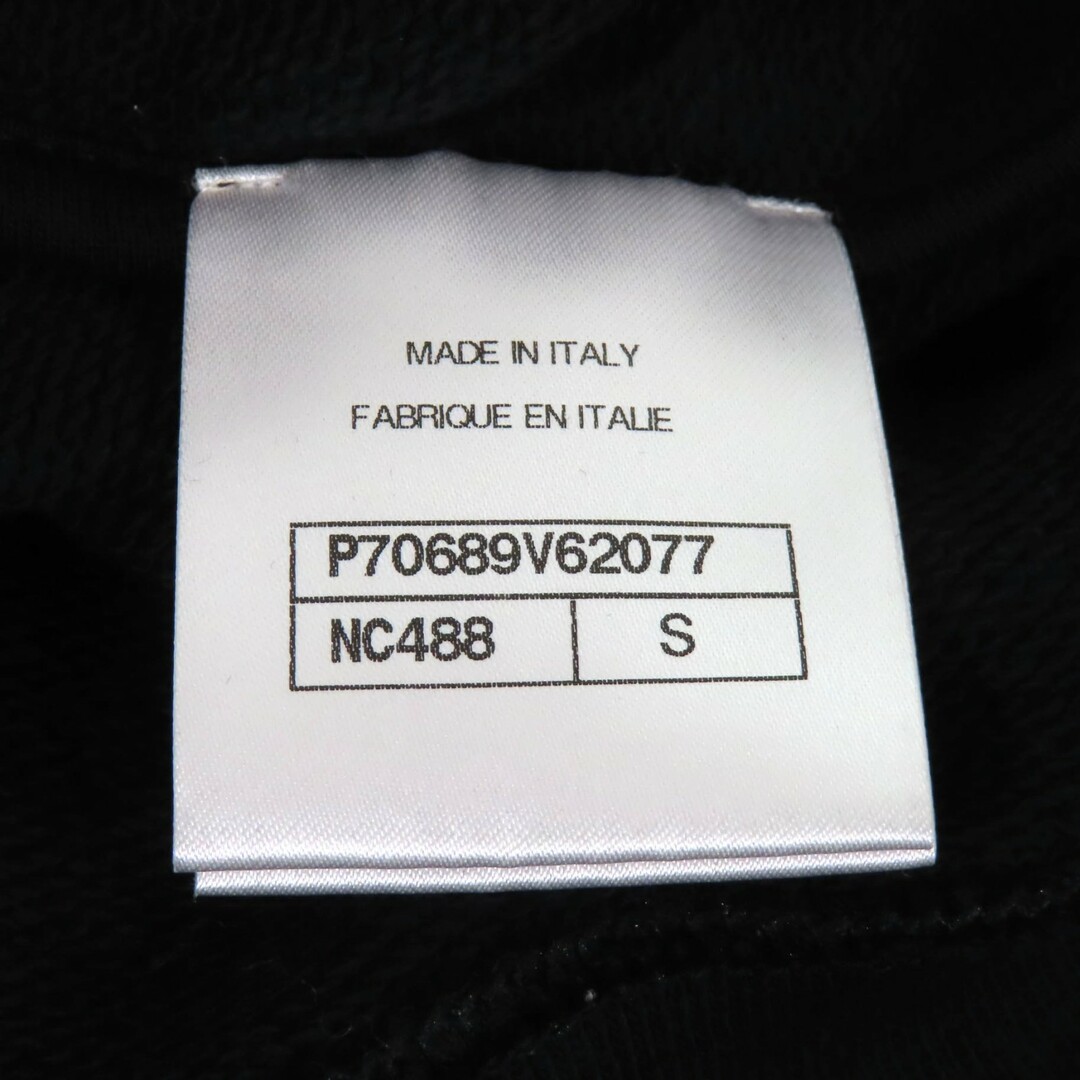 MADE IN ITALY
FABRIQUE EN ITALIE
P70689V62077
NC488 S